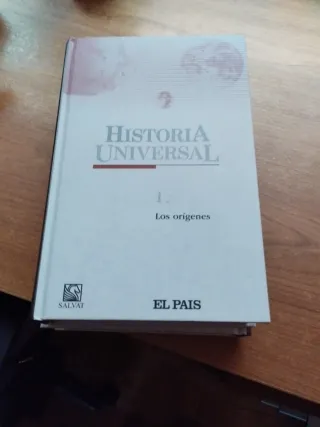 HISTORIA
UNIVERSAL
1.
Los orígenes
SALVAT
EL PAIS